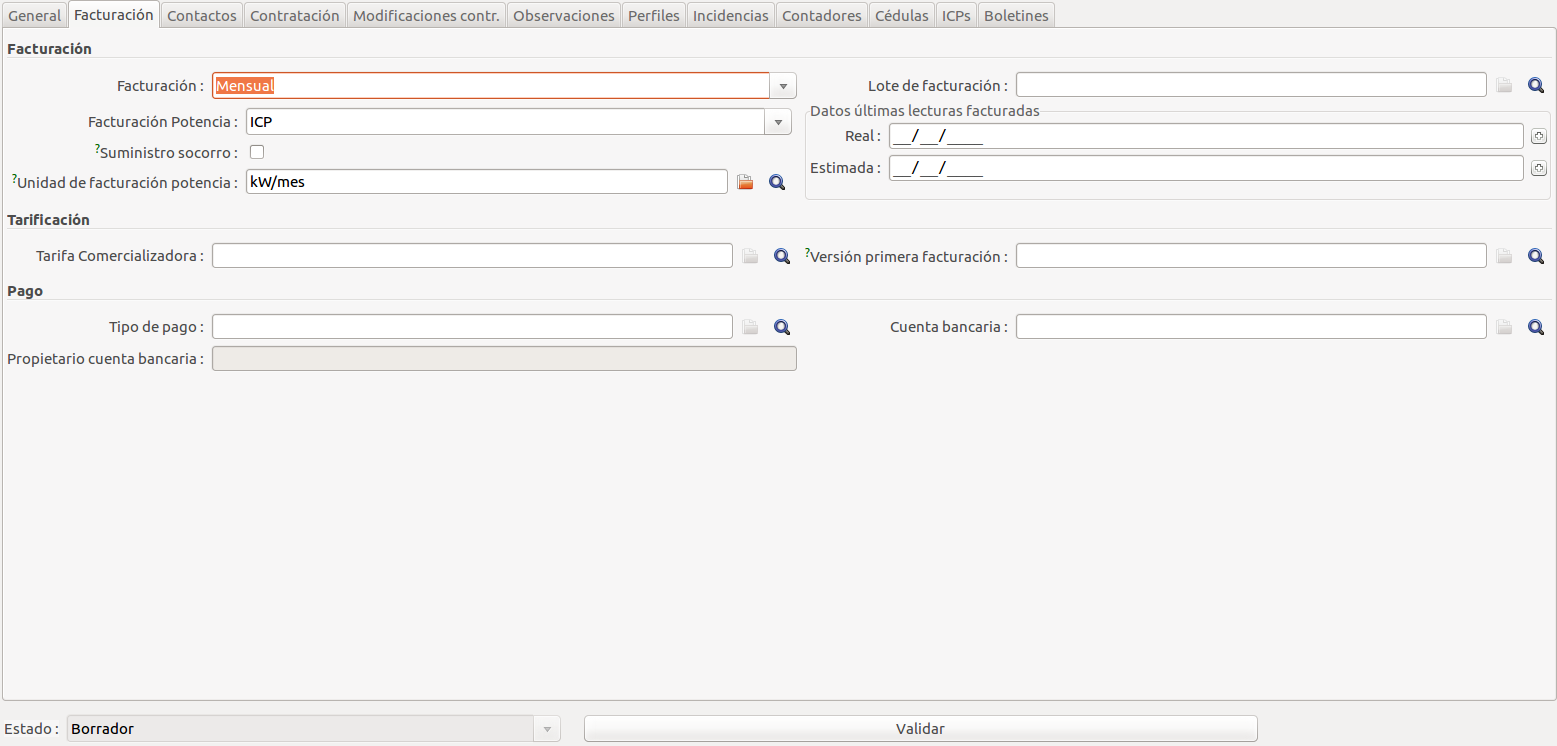 General Facturación Contactos Contratación Modificaciones contr. Observaciones Perfiles Incidencias Contadores Cédulas ICPs Boletines
Facturación
Facturación : Mensual Lote de facturación :
Datos últimas lecturas facturadas
Facturación Potencia : ICP
Real : __/__/____
?Suministro socorro :
Estimada : __/__/____
?Unidad de facturación potencia : kW/mes
Tarificación
Tarifa Comercializadora : ?Versión primera facturación :
Pago
Tipo de pago : Cuenta bancaria :
Propietario cuenta bancaria :
Estado : Borrador Validar